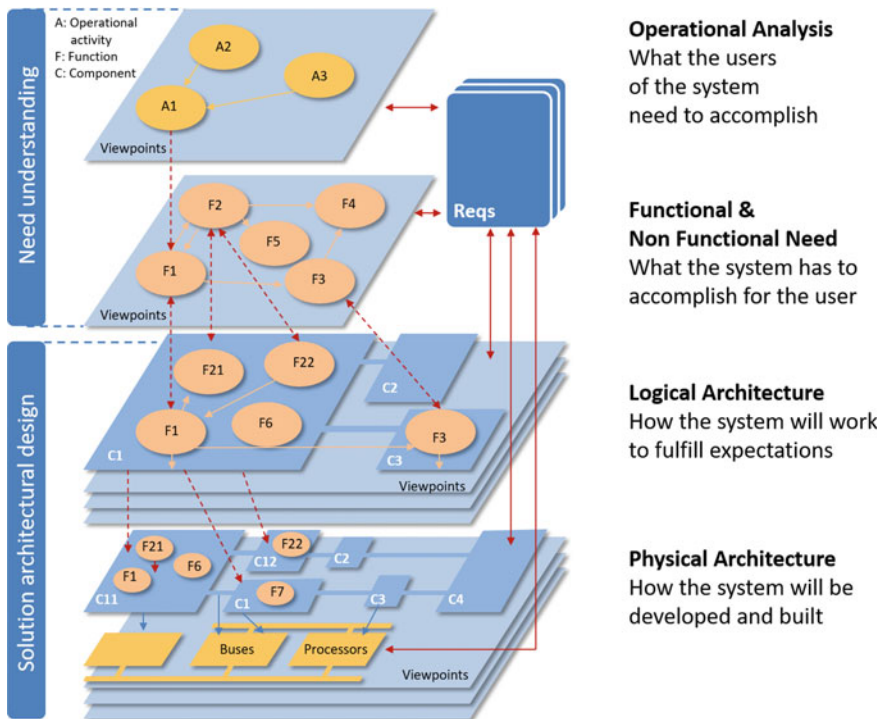 A: Operational
activity
F: Function
C: Component
A2
A3
A1
Viewpoints
Need understanding
Reqs
Operational Analysis
What the users
of the system
need to accomplish
F2
F4
F5
F1
F3
Viewpoints
Functional &
Non Functional Need
What the system has to
accomplish for the user
Solution architectural design
F21
F22
C2
F1
F6
F3
C1
C3
Viewpoints
Logical Architecture
How the system will work
to fulfill expectations
F21
F22
C12
C2
F1
F6
C11
C1
F7
C3
C4
Buses
Processors
Viewpoints
Physical Architecture
How the system will be
developed and built